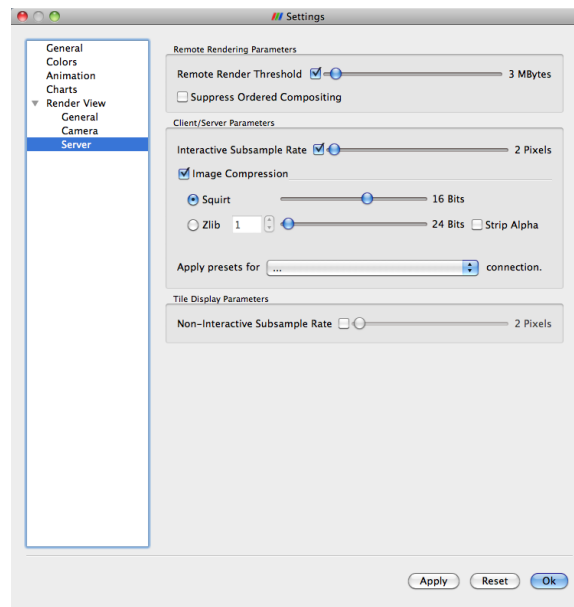 Settings
General
Colors
Animation
Charts
Render View
General
Camera
Server
Remote Rendering Parameters
Remote Render Threshold 3 MBytes
Suppress Ordered Compositing
Client/Server Parameters
Interactive Subsample Rate 2 Pixels
Image Compression
Squirt 16 Bits
Zlib 1 24 Bits Strip Alpha
Apply presets for ... connection.
Tile Display Parameters
Non-Interactive Subsample Rate 2 Pixels
Apply Reset Ok